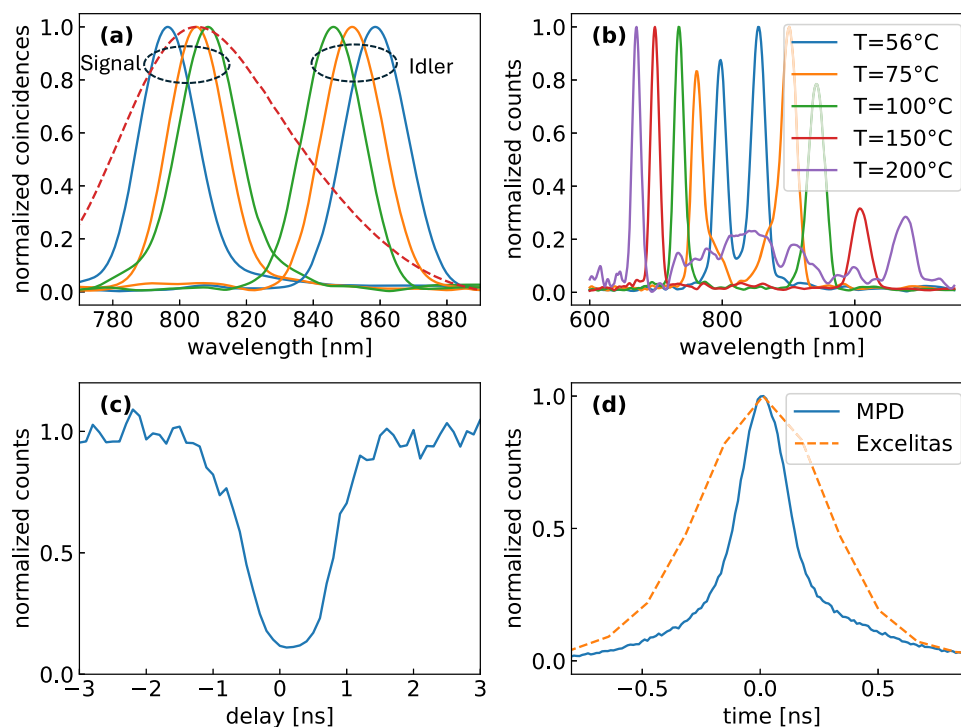 (a)
Signal
Idler
normalized coincidences
1.0
0.8
0.6
0.4
0.2
0.0
780 800 820 840 860 880
wavelength [nm]
(b)
T=56°C
T=75°C
T=100°C
T=150°C
T=200°C
normalized counts
1.0
0.8
0.6
0.4
0.2
0.0
600 800 1000
wavelength [nm]
(c)
normalized counts
1.0
0.5
0.0
−3 −2 −1 0 1 2 3
delay [ns]
(d)
MPD
Excelitas
normalized counts
1.0
0.5
0.0
−0.5 0.0 0.5
time [ns]